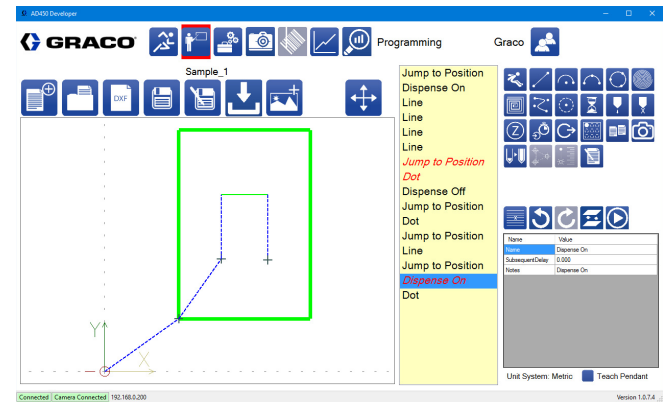 AD450 Developer
GRACO
Programming
Graco
Sample_1
DXF
Jump to Position
Dispense On
Line
Line
Line
Line
Jump to Position
Dot
Dispense Off
Jump to Position
Dot
Jump to Position
Line
Jump to Position
Dispense On
Dot
Z
Y
X
Name Value
Name Dispense On
SubsequentDelay 0.000
Notes Dispense On
Unit System: Metric Teach Pendant
Connected Camera Connected 192.168.0.200 Version 1.0.7.4